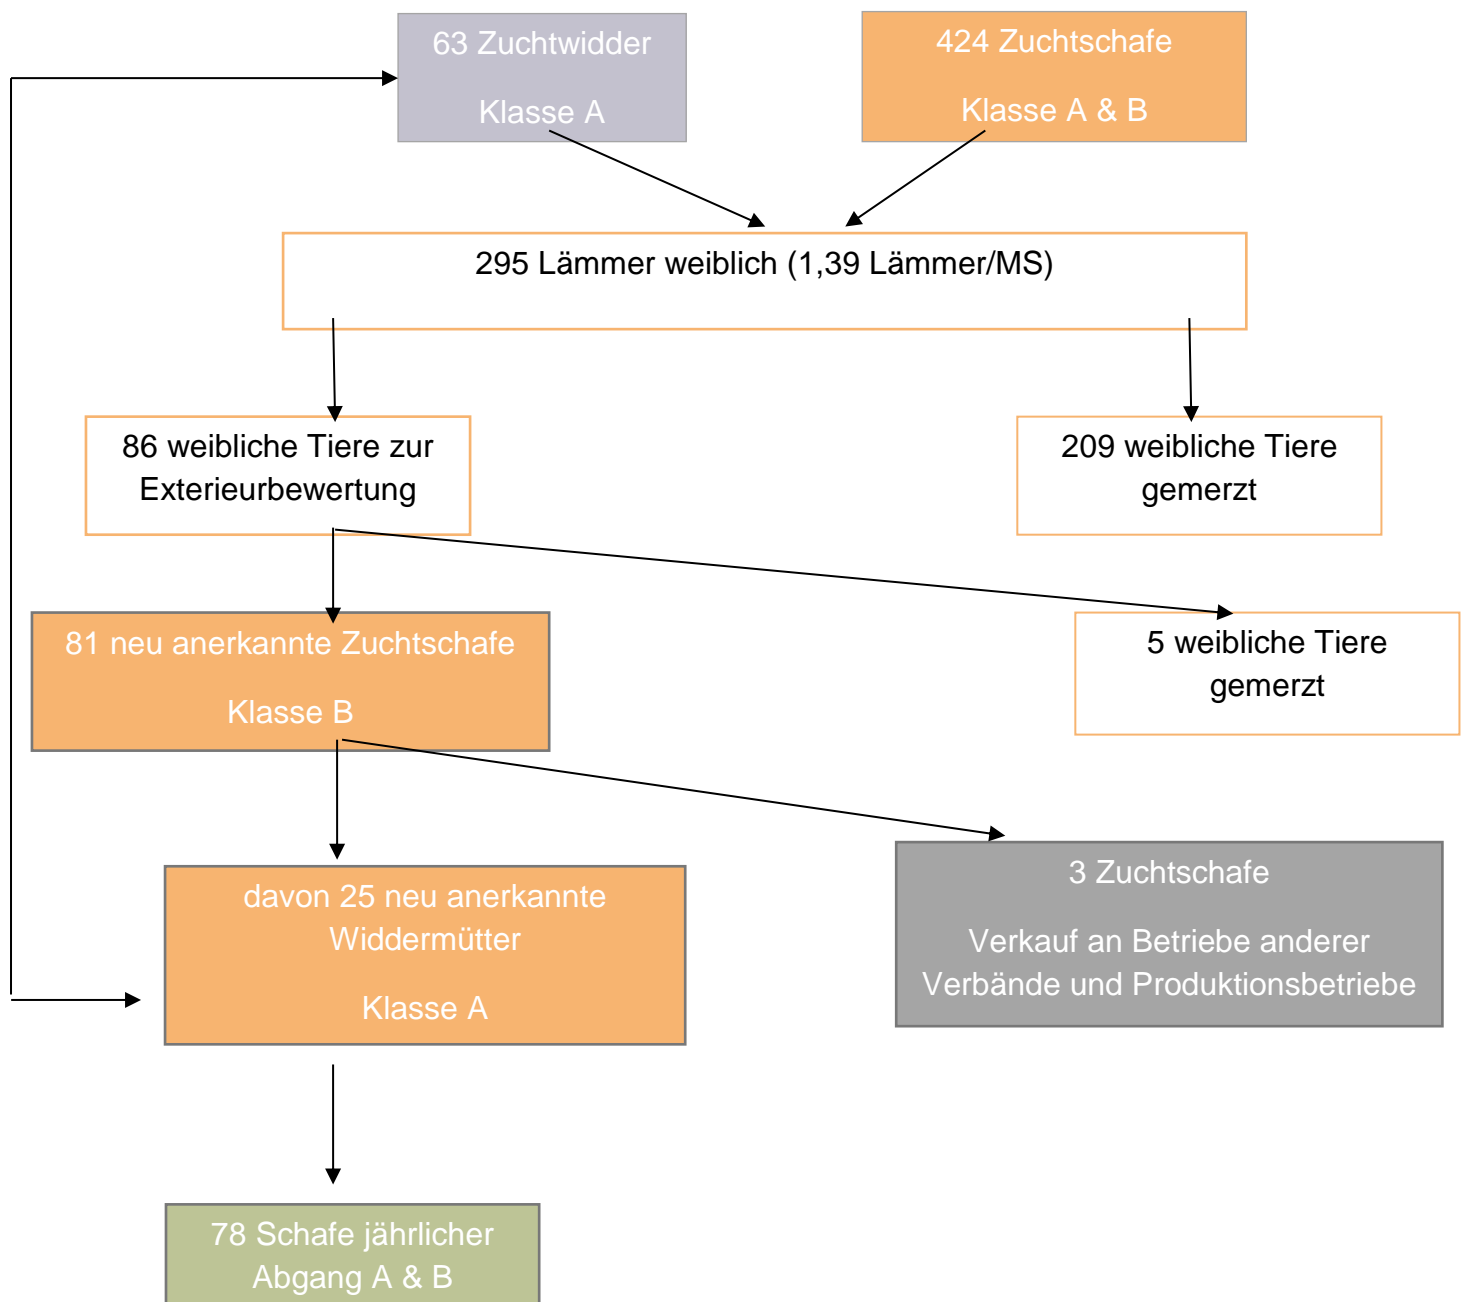 63 Zuchtwidder
Klasse A
424 Zuchtschafe
Klasse A & B
295 Lämmer weiblich (1,39 Lämmer/MS)
86 weibliche Tiere zur
Exterieurbewertung
209 weibliche Tiere
gemerzt
81 neu anerkannte Zuchtschafe
Klasse B
5 weibliche Tiere
gemerzt
davon 25 neu anerkannte
Widdermütter
Klasse A
3 Zuchtschafe
Verkauf an Betriebe anderer
Verbände und Produktionsbetriebe
78 Schafe jährlicher
Abgang A & B